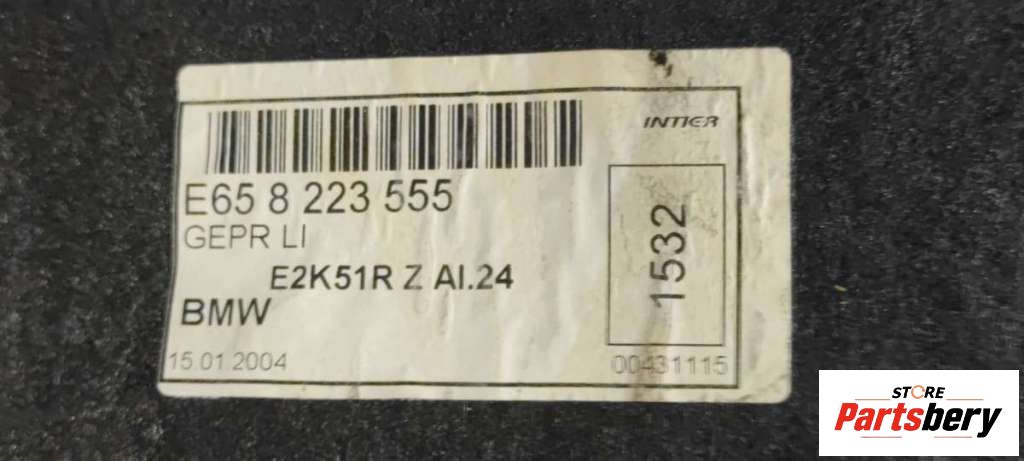 INTIER
E65 8 223 555
GEPR LI
E2K51R Z AI.24
BMW
15.01.2004
1532
00431115
STORE
Partsbery